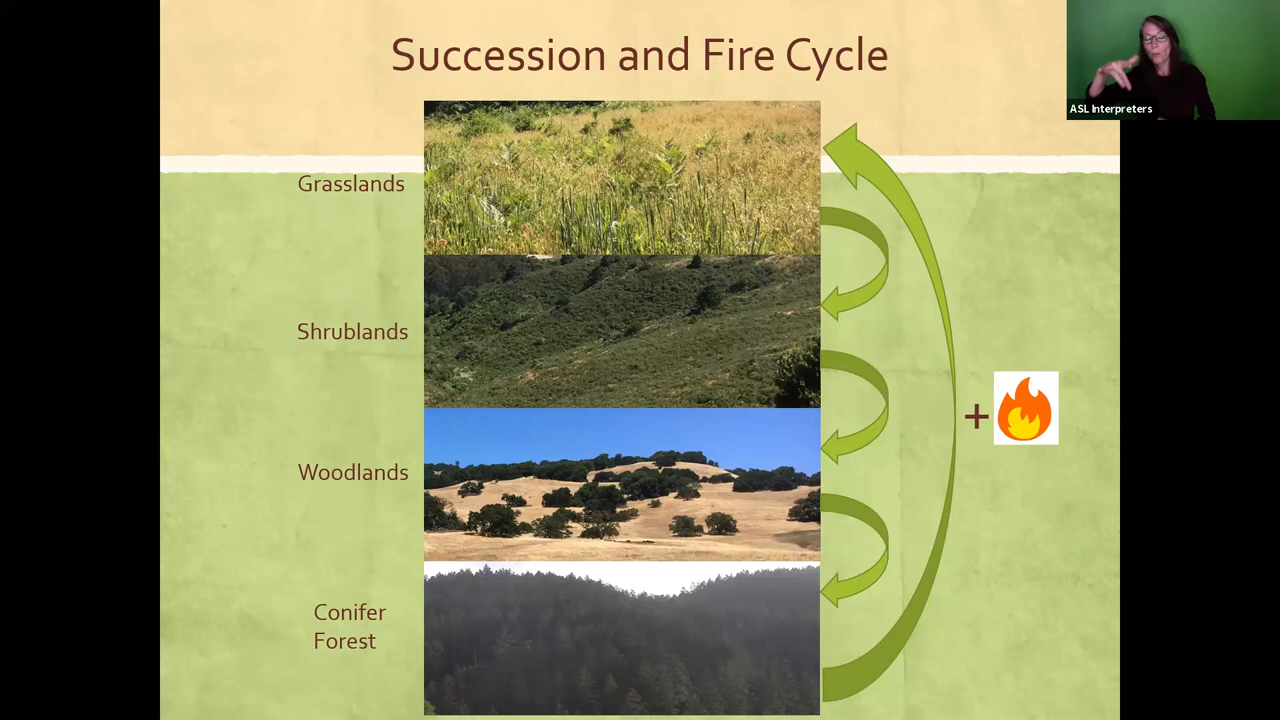 Succession and Fire Cycle
ASL Interpreters
Grasslands
Shrublands
+
Woodlands
Conifer
Forest